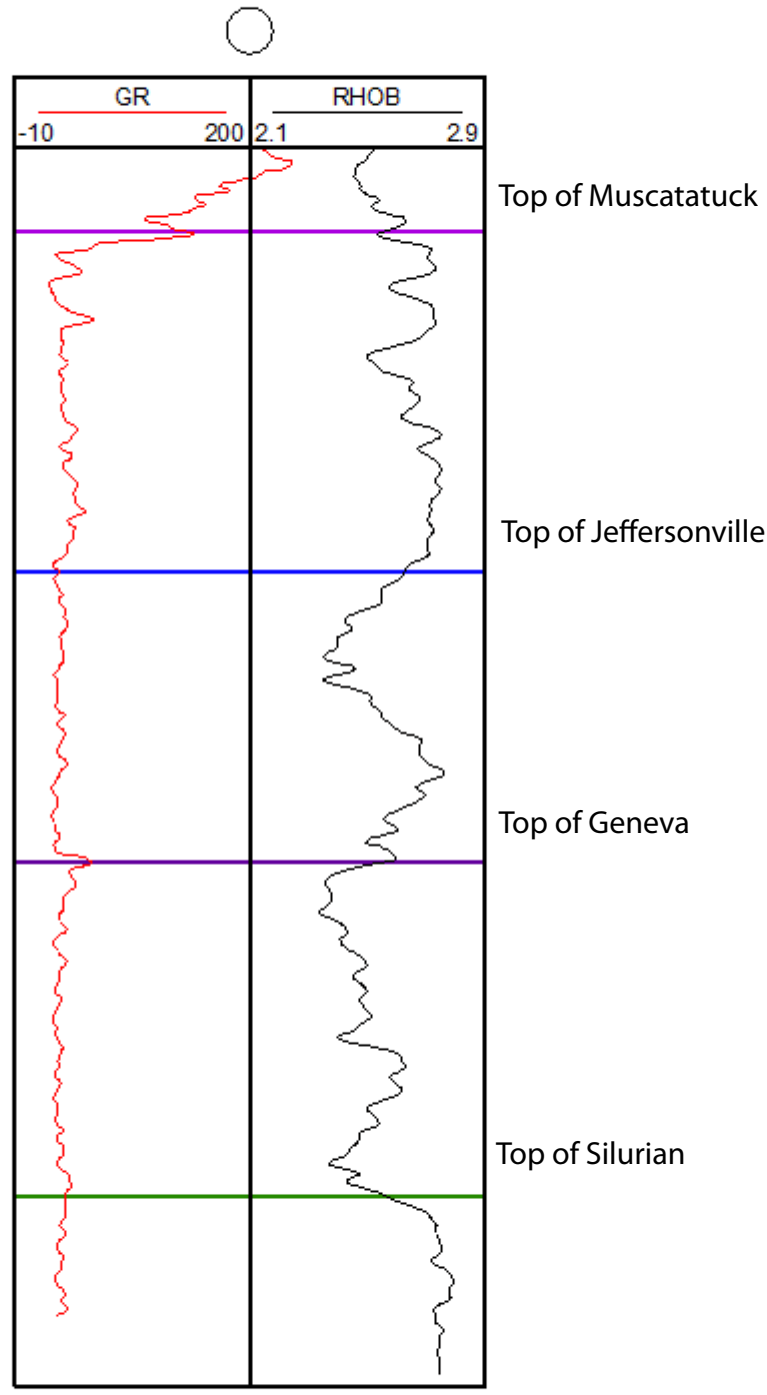 GR RHOB
-10 200 2.1 2.9
Top of Muscatatuck
Top of Jeffersonville
Top of Geneva
Top of Silurian